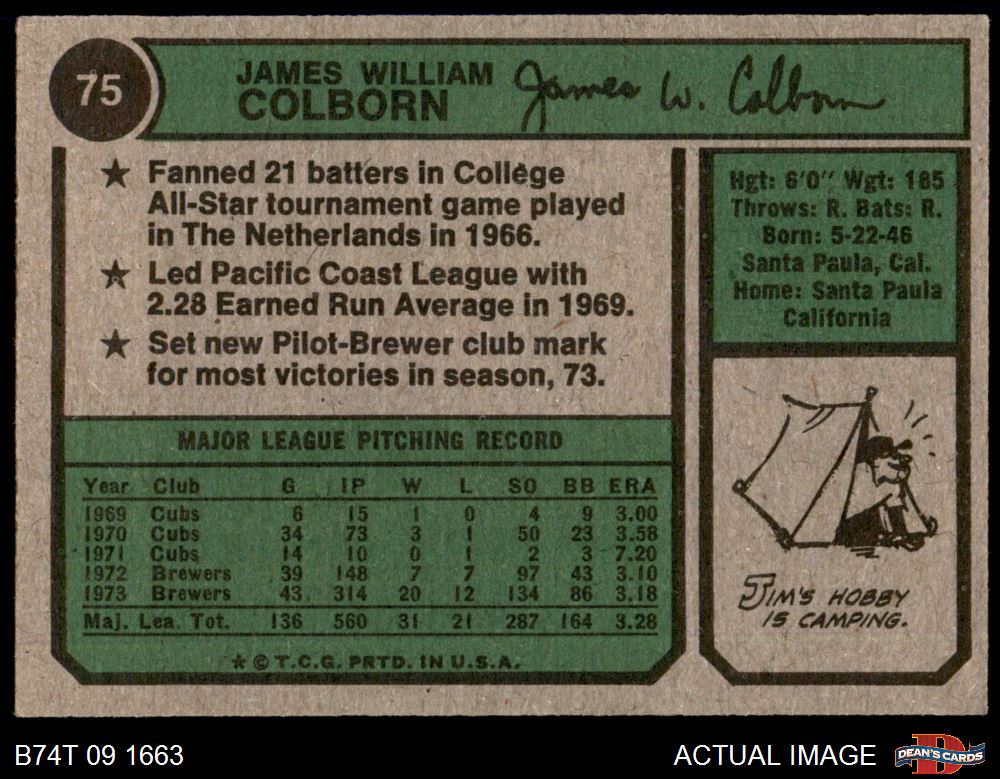 75
JAMES WILLIAM
COLBORN
James W. Colborn
★ Fanned 21 batters in College
All-Star tournament game played
in The Netherlands in 1966.
★ Led Pacific Coast League with
2.28 Earned Run Average in 1969.
★ Set new Pilot-Brewer club mark
for most victories in season, 73.
Hgt: 6'0" Wgt: 185
Throws: R. Bats: R.
Born: 5-22-46
Santa Paula, Cal.
Home: Santa Paula
California
MAJOR LEAGUE PITCHING RECORD
Year Club G IP W L SO BB ERA
1969 Cubs 6 15 1 0 4 9 3.00
1970 Cubs 34 73 3 1 50 23 3.58
1971 Cubs 14 10 0 1 2 3 7.20
1972 Brewers 39 148 7 7 97 43 3.10
1973 Brewers 43 314 20 12 134 86 3.18
Maj. Lea. Tot. 136 560 31 21 287 164 3.28
★ © T.C.G. PRTD. IN U.S.A.
JIM'S HOBBY
IS CAMPING.
B74T 09 1663
ACTUAL IMAGE
DEAN'S CARDS